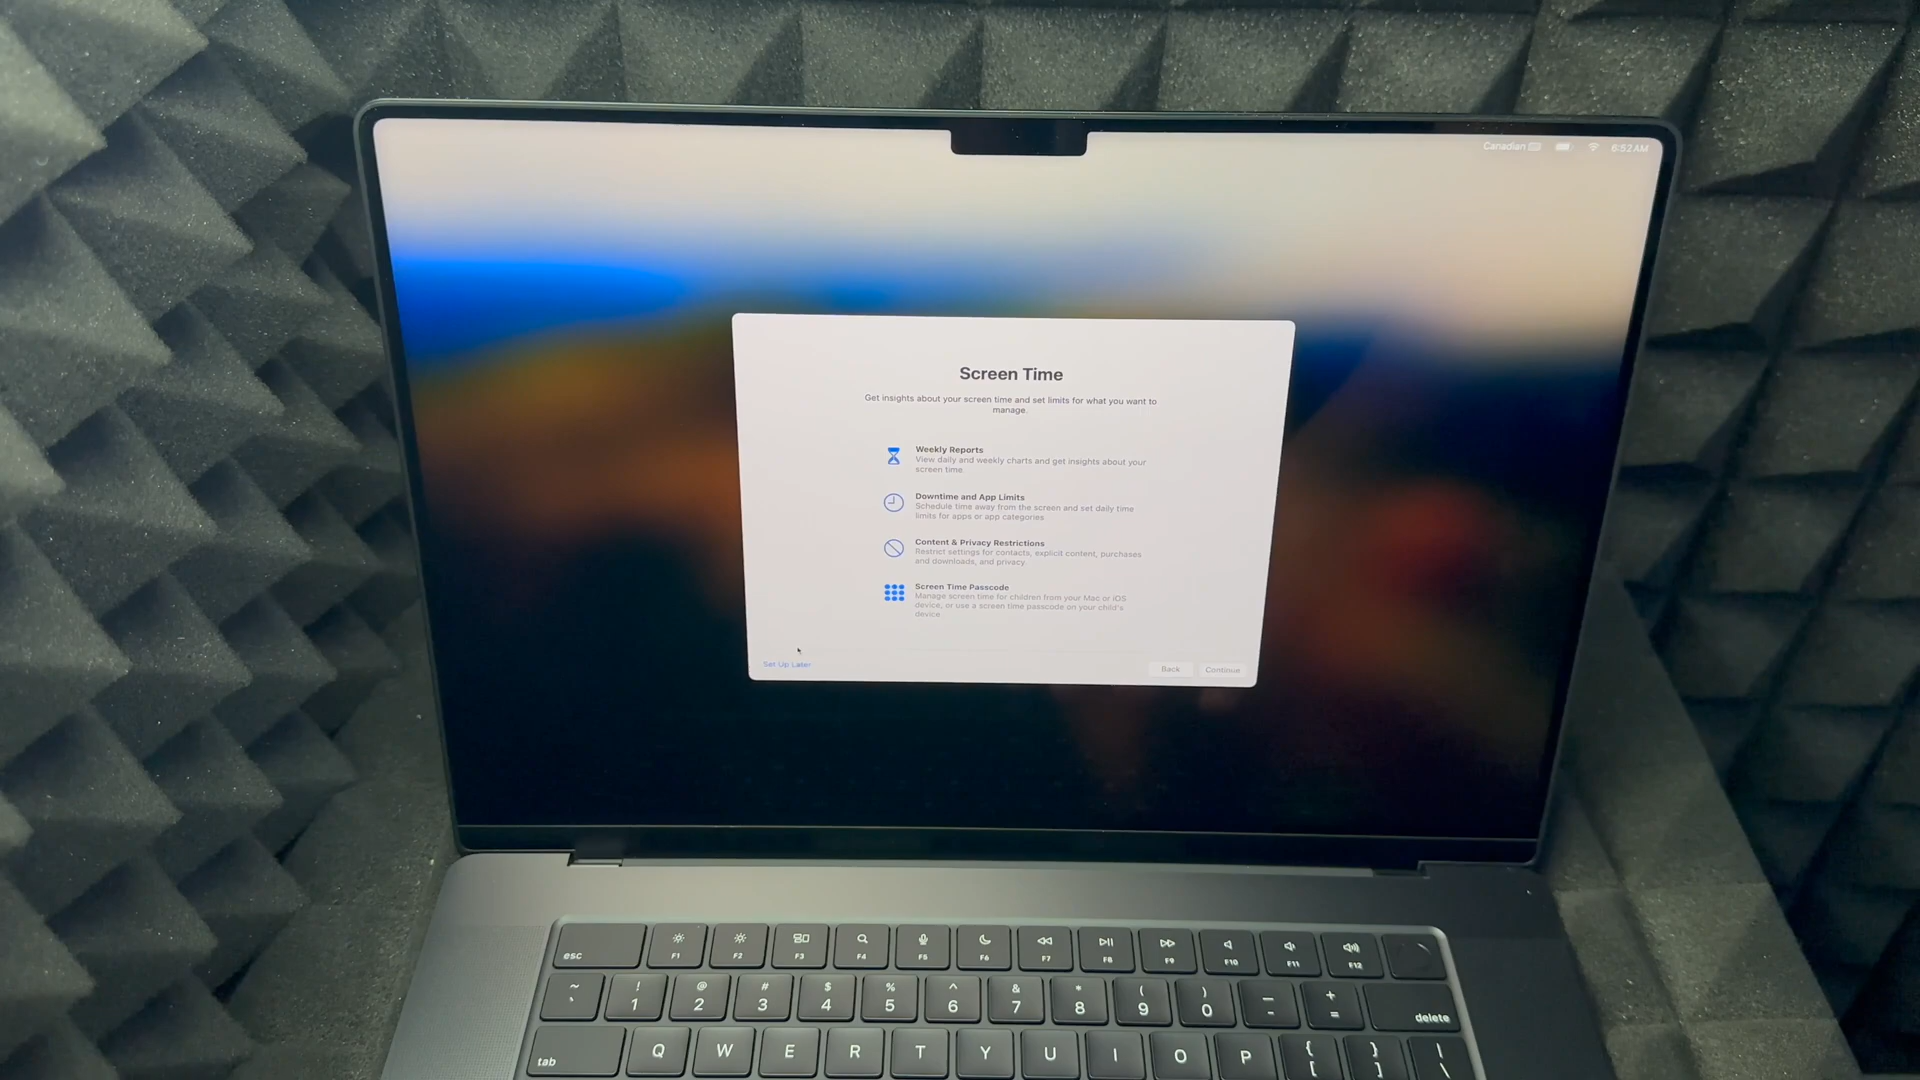 Canadian 6:52AM
Screen Time
Get insights about your screen time and set limits for what you want to
manage.
Weekly Reports
View daily and weekly charts and get insights about your
screen time.
Downtime and App Limits
Schedule time away from the screen and set daily time
limits for apps or app categories.
Content & Privacy Restrictions
Restrict settings for contacts, explicit content, purchases
and downloads, and privacy.
Screen Time Passcode
Manage screen time for children from your Mac or iOS
device, or use a screen time passcode on your child's
device.
Set Up Later Back Continue
esc F1 F2 F3 F4 F5 F6 F7 F8 F9 F10 F11 F12
~ ! @ # $ % ^ & * ( ) — +
` 1 2 3 4 5 6 7 8 9 0 - = delete
tab Q W E R T Y U I O P { [ } ] | \